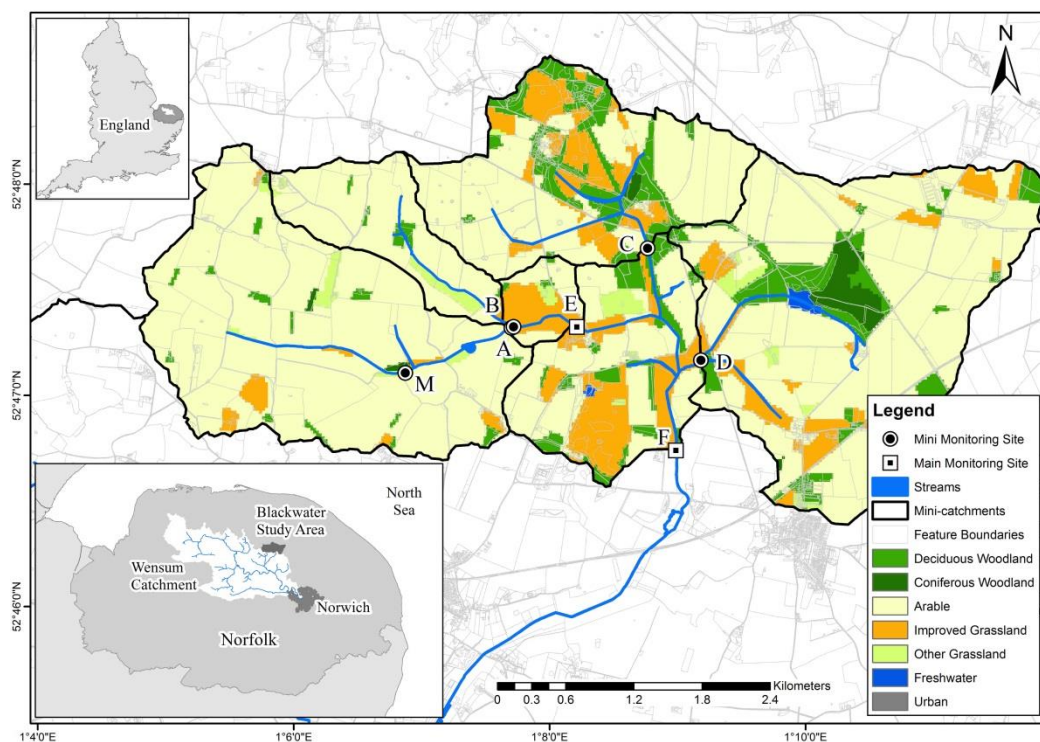 England
N
52°48'0"N
52°47'0"N
52°46'0"N
C
B
E
A
D
M
F
North
Sea
Blackwater
Study Area
Wensum
Catchment
Norwich
Norfolk
Legend
Mini Monitoring Site
Main Monitoring Site
Streams
Mini-catchments
Feature Boundaries
Deciduous Woodland
Coniferous Woodland
Arable
Improved Grassland
Other Grassland
Freshwater
Urban
Kilometers
0 0.3 0.6 1.2 1.8 2.4
1°4'0"E 1°6'0"E 1°8'0"E 1°10'0"E